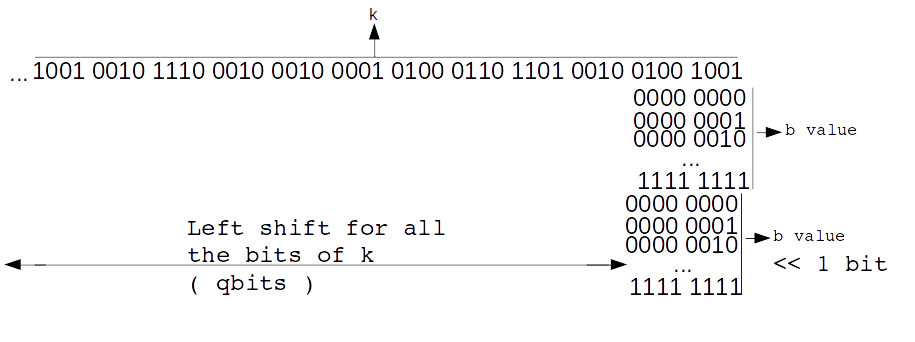 k
...1001 0010 1110 0010 0010 0001 0100 0110 1101 0010 0100 1001
0000 0000
0000 0001
0000 0010
...
1111 1111
b value
0000 0000
0000 0001
0000 0010
...
1111 1111
b value
<< 1 bit
Left shift for all
the bits of k
( qbits )